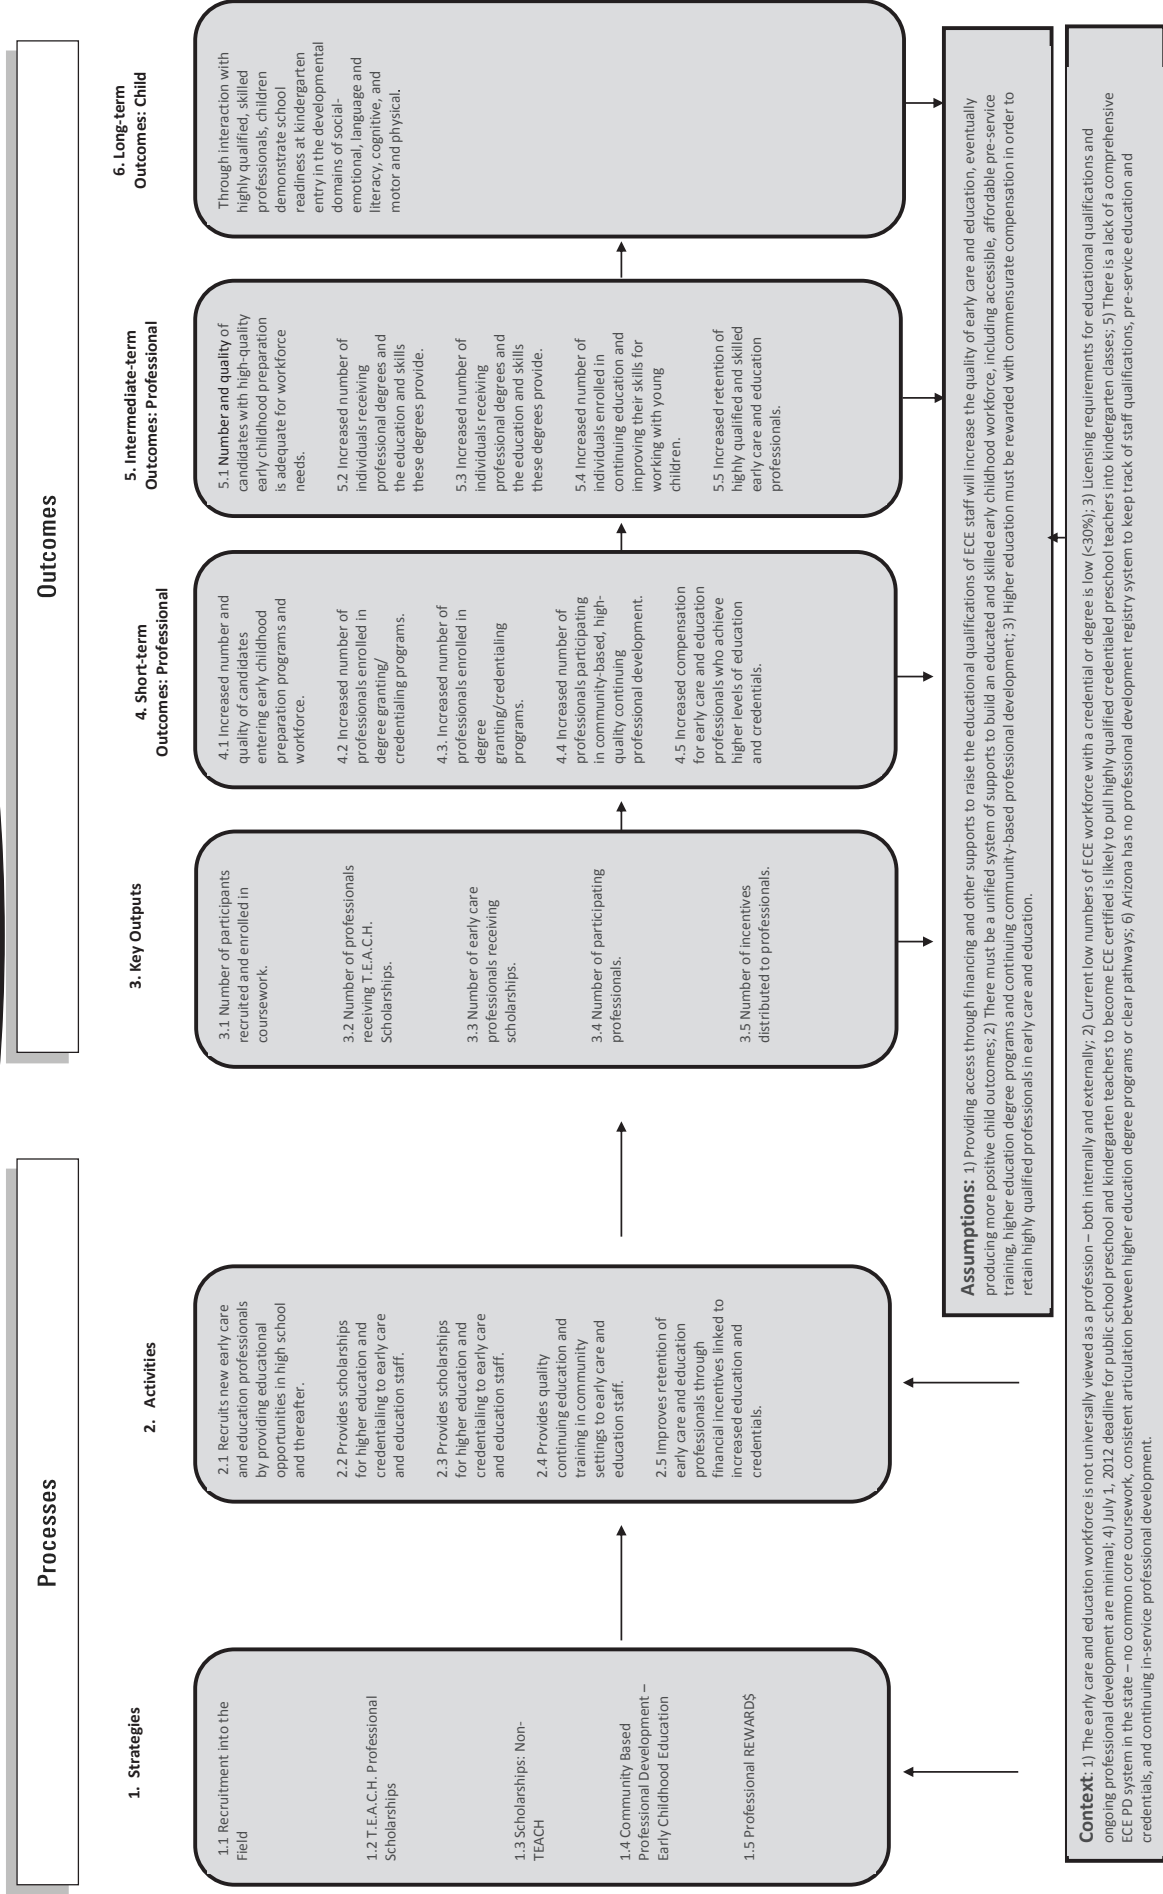 Processes
Outcomes
1. Strategies
1.1 Recruitment into the
Field
1.2 T.E.A.C.H. Professional
Scholarships
1.3 Scholarships: Non-
TEACH
1.4 Community Based
Professional Development –
Early Childhood Education
1.5 Professional REWARD$
2. Activities
2.1 Recruits new early care
and education professionals
by providing educational
opportunities in high school
and thereafter.
2.2 Provides scholarships
for higher education and
credentialing to early care
and education staff.
2.3 Provides scholarships
for higher education and
credentialing to early care
and education staff.
2.4 Provides quality
continuing education and
training in community
settings to early care and
education staff.
2.5 Improves retention of
early care and education
professionals through
financial incentives linked to
increased education and
credentials.
3. Key Outputs
3.1 Number of participants
recruited and enrolled in
coursework.
3.2 Number of professionals
receiving T.E.A.C.H.
Scholarships.
3.3 Number of early care
professionals receiving
scholarships.
3.4 Number of participating
professionals.
3.5 Number of incentives
distributed to professionals.
4. Short-term
Outcomes: Professional
4.1 Increased number and
quality of candidates
entering early childhood
preparation programs and
workforce.
4.2 Increased number of
professionals enrolled in
degree granting/
credentialing programs.
4.3. Increased number of
professionals enrolled in
degree
granting/credentialing
programs.
4.4 Increased number of
professionals participating
in community-based, high-
quality continuing
professional development.
4.5 Increased compensation
for early care and education
professionals who achieve
higher levels of education
and credentials.
5. Intermediate-term
Outcomes: Professional
5.1 Number and quality of
candidates with high-quality
early childhood preparation
is adequate for workforce
needs.
5.2 Increased number of
individuals receiving
professional degrees and
the education and skills
these degrees provide.
5.3 Increased number of
individuals receiving
professional degrees and
the education and skills
these degrees provide.
5.4 Increased number of
individuals enrolled in
continuing education and
improving their skills for
working with young
children.
5.5 Increased retention of
highly qualified and skilled
early care and education
professionals.
6. Long-term
Outcomes: Child
Through interaction with
highly qualified, skilled
professionals, children
demonstrate school
readiness at kindergarten
entry in the developmental
domains of social-
emotional, language and
literacy, cognitive, and
motor and physical.
Assumptions: 1) Providing access through financing and other supports to raise the educational qualifications of ECE staff will increase the quality of early care and education, eventually
producing more positive child outcomes; 2) There must be a unified system of supports to build an educated and skilled early childhood workforce, including accessible, affordable pre-service
training, higher education degree programs and continuing community-based professional development; 3) Higher education must be rewarded with commensurate compensation in order to
retain highly qualified professionals in early care and education.
Context: 1) The early care and education workforce is not universally viewed as a profession – both internally and externally; 2) Current low numbers of ECE workforce with a credential or degree is low (<30%); 3) Licensing requirements for educational qualifications and
ongoing professional development are minimal; 4) July 1, 2012 deadline for public school preschool and kindergarten teachers to become ECE certified is likely to pull highly qualified credentialed preschool teachers into kindergarten classes; 5) There is a lack of a comprehensive
ECE PD system in the state – no common core coursework, consistent articulation between higher education degree programs or clear pathways; 6) Arizona has no professional development registry system to keep track of staff qualifications, pre-service education and
credentials, and continuing in-service professional development.